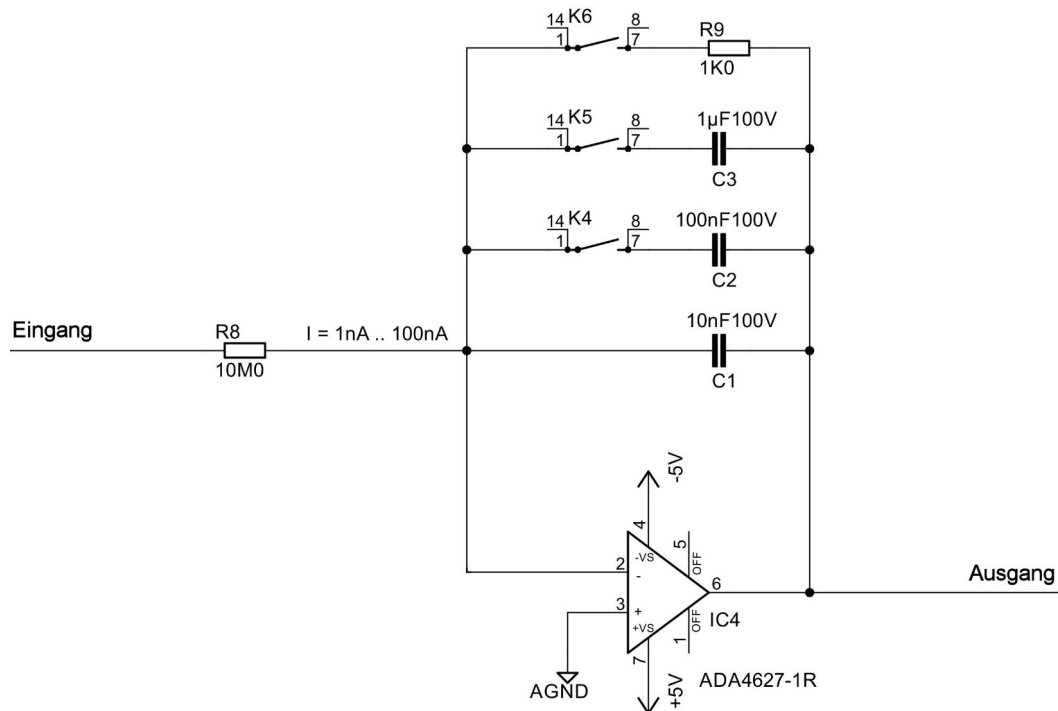 14 K6 8
1 7
R9
1K0
14 K5 8
1 7
1µF100V
C3
14 K4 8
1 7
100nF100V
C2
Eingang
R8
10M0
I = 1nA .. 100nA
10nF100V
C1
-5V
4
5
-VS
OFF
2
-
6
Ausgang
3
+
+VS
OFF
IC4
7
1
AGND
+5V
ADA4627-1R